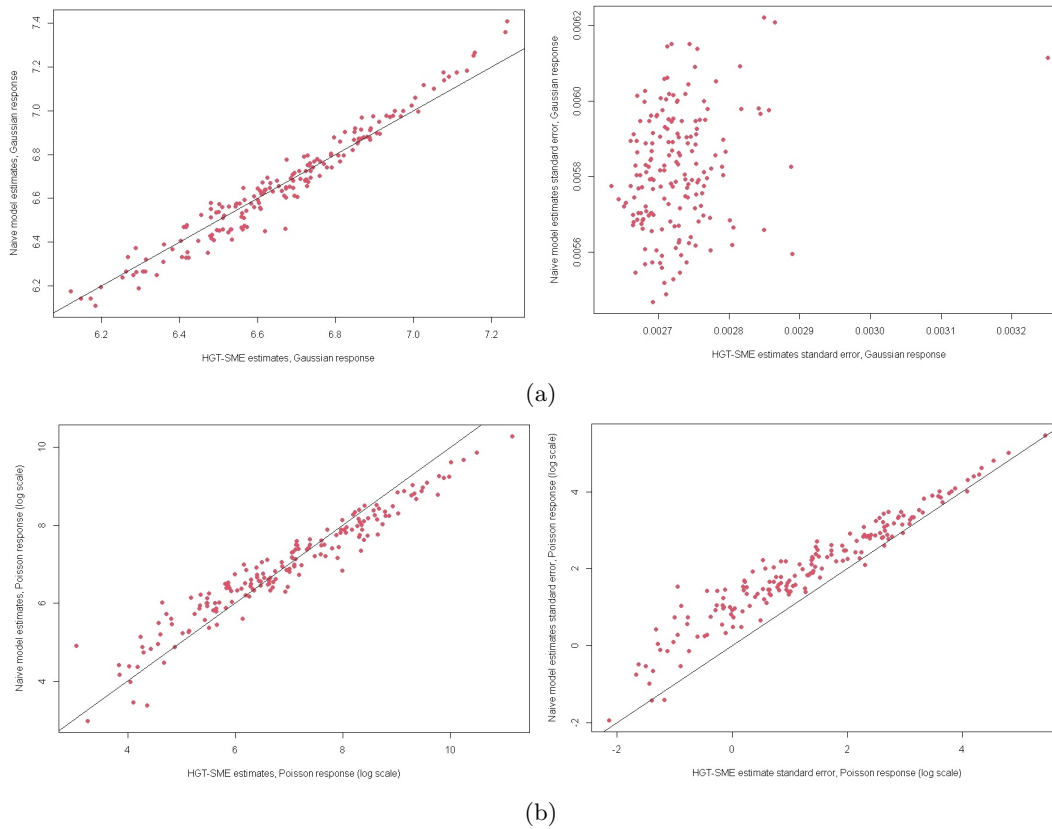 7.4
7.2
7.0
6.8
6.6
6.4
6.2
Naive model estimates, Gaussian response
6.2 6.4 6.6 6.8 7.0 7.2
HGT-SME estimates, Gaussian response
0.0062
0.0060
0.0058
0.0056
Naive model estimates standard error, Gaussian response
0.0027 0.0028 0.0029 0.0030 0.0031 0.0032
HGT-SME estimates standard error, Gaussian response
(a)
10
8
6
4
Naive model estimates, Poisson response (log scale)
4 6 8 10
HGT-SME estimates, Poisson response (log scale)
4
2
0
-2
Naive model estimates standard error, Poisson response (log scale)
-2 0 2 4
HGT-SME estimate standard error, Poisson response (log scale)
(b)